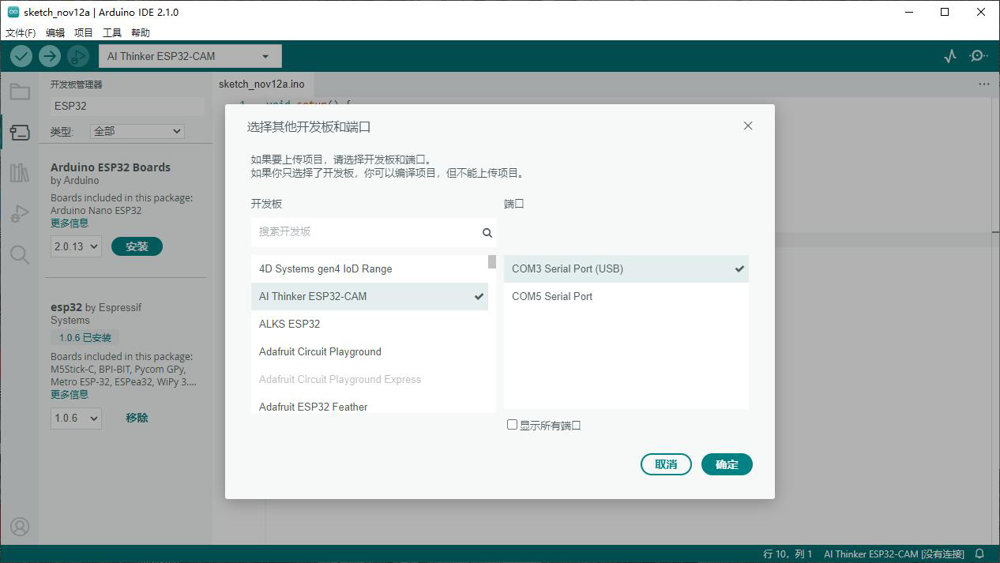 sketch_nov12a | Arduino IDE 2.1.0
文件(F) 编辑 项目 工具 帮助
AI Thinker ESP32-CAM
开发板管理器
ESP32
类型: 全部
Arduino ESP32 Boards
by Arduino
Boards included in this package:
Arduino Nano ESP32
更多信息
2.0.13 安装
esp32 by Espressif
Systems
1.0.6 已安装
Boards included in this package:
M5Stick-C, BPI-BIT, Pycom GPy,
Metro ESP-32, ESPea32, WiPy 3....
更多信息
1.0.6 移除
sketch_nov12a.ino
1 void setup() {
选择其他开发板和端口
如果要上传项目，请选择开发板和端口。
如果你只选择了开发板，你可以编译项目，但不能上传项目。
开发板
搜索开发坂
4D Systems gen4 IoD Range
AI Thinker ESP32-CAM
ALKS ESP32
Adafruit Circuit Playground
Adafruit Circuit Playground Express
Adafruit ESP32 Feather
端口
COM3 Serial Port (USB)
COM5 Serial Port
显示所有端口
取消 确定
行 10，列 1 AI Thinker ESP32-CAM [没有连接]